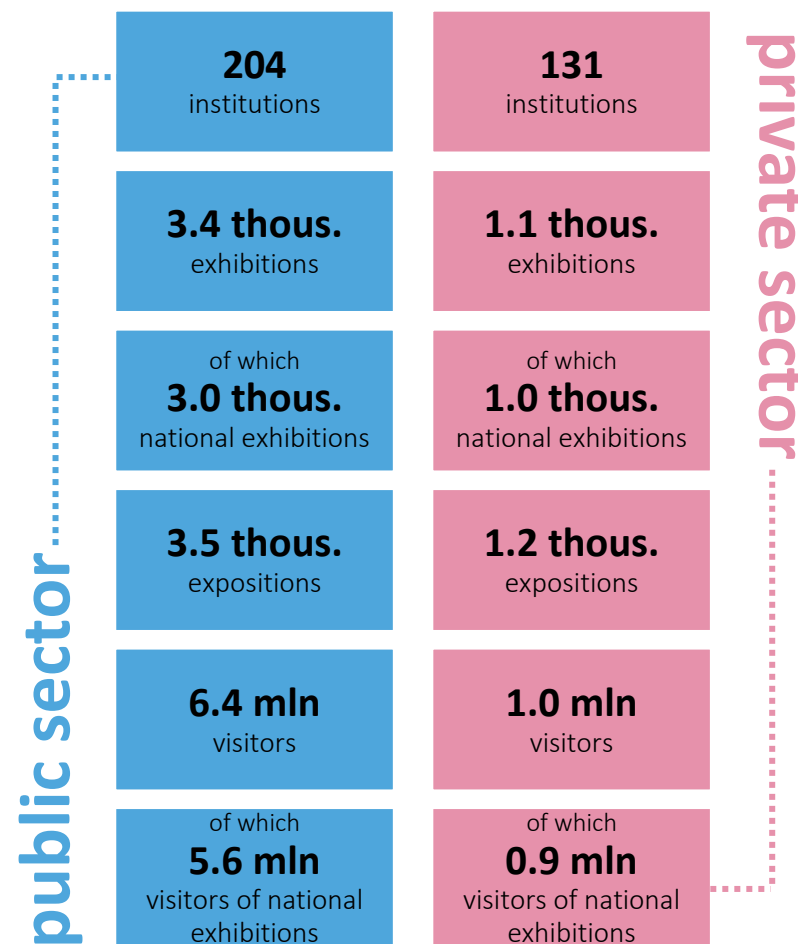 public sector
204
institutions
3.4 thous.
exhibitions
of which
3.0 thous.
national exhibitions
3.5 thous.
expositions
6.4 mln
visitors
of which
5.6 mln
visitors of national
exhibitions
131
institutions
1.1 thous.
exhibitions
of which
1.0 thous.
national exhibitions
1.2 thous.
expositions
1.0 mln
visitors
of which
0.9 mln
visitors of national
exhibitions
private sector